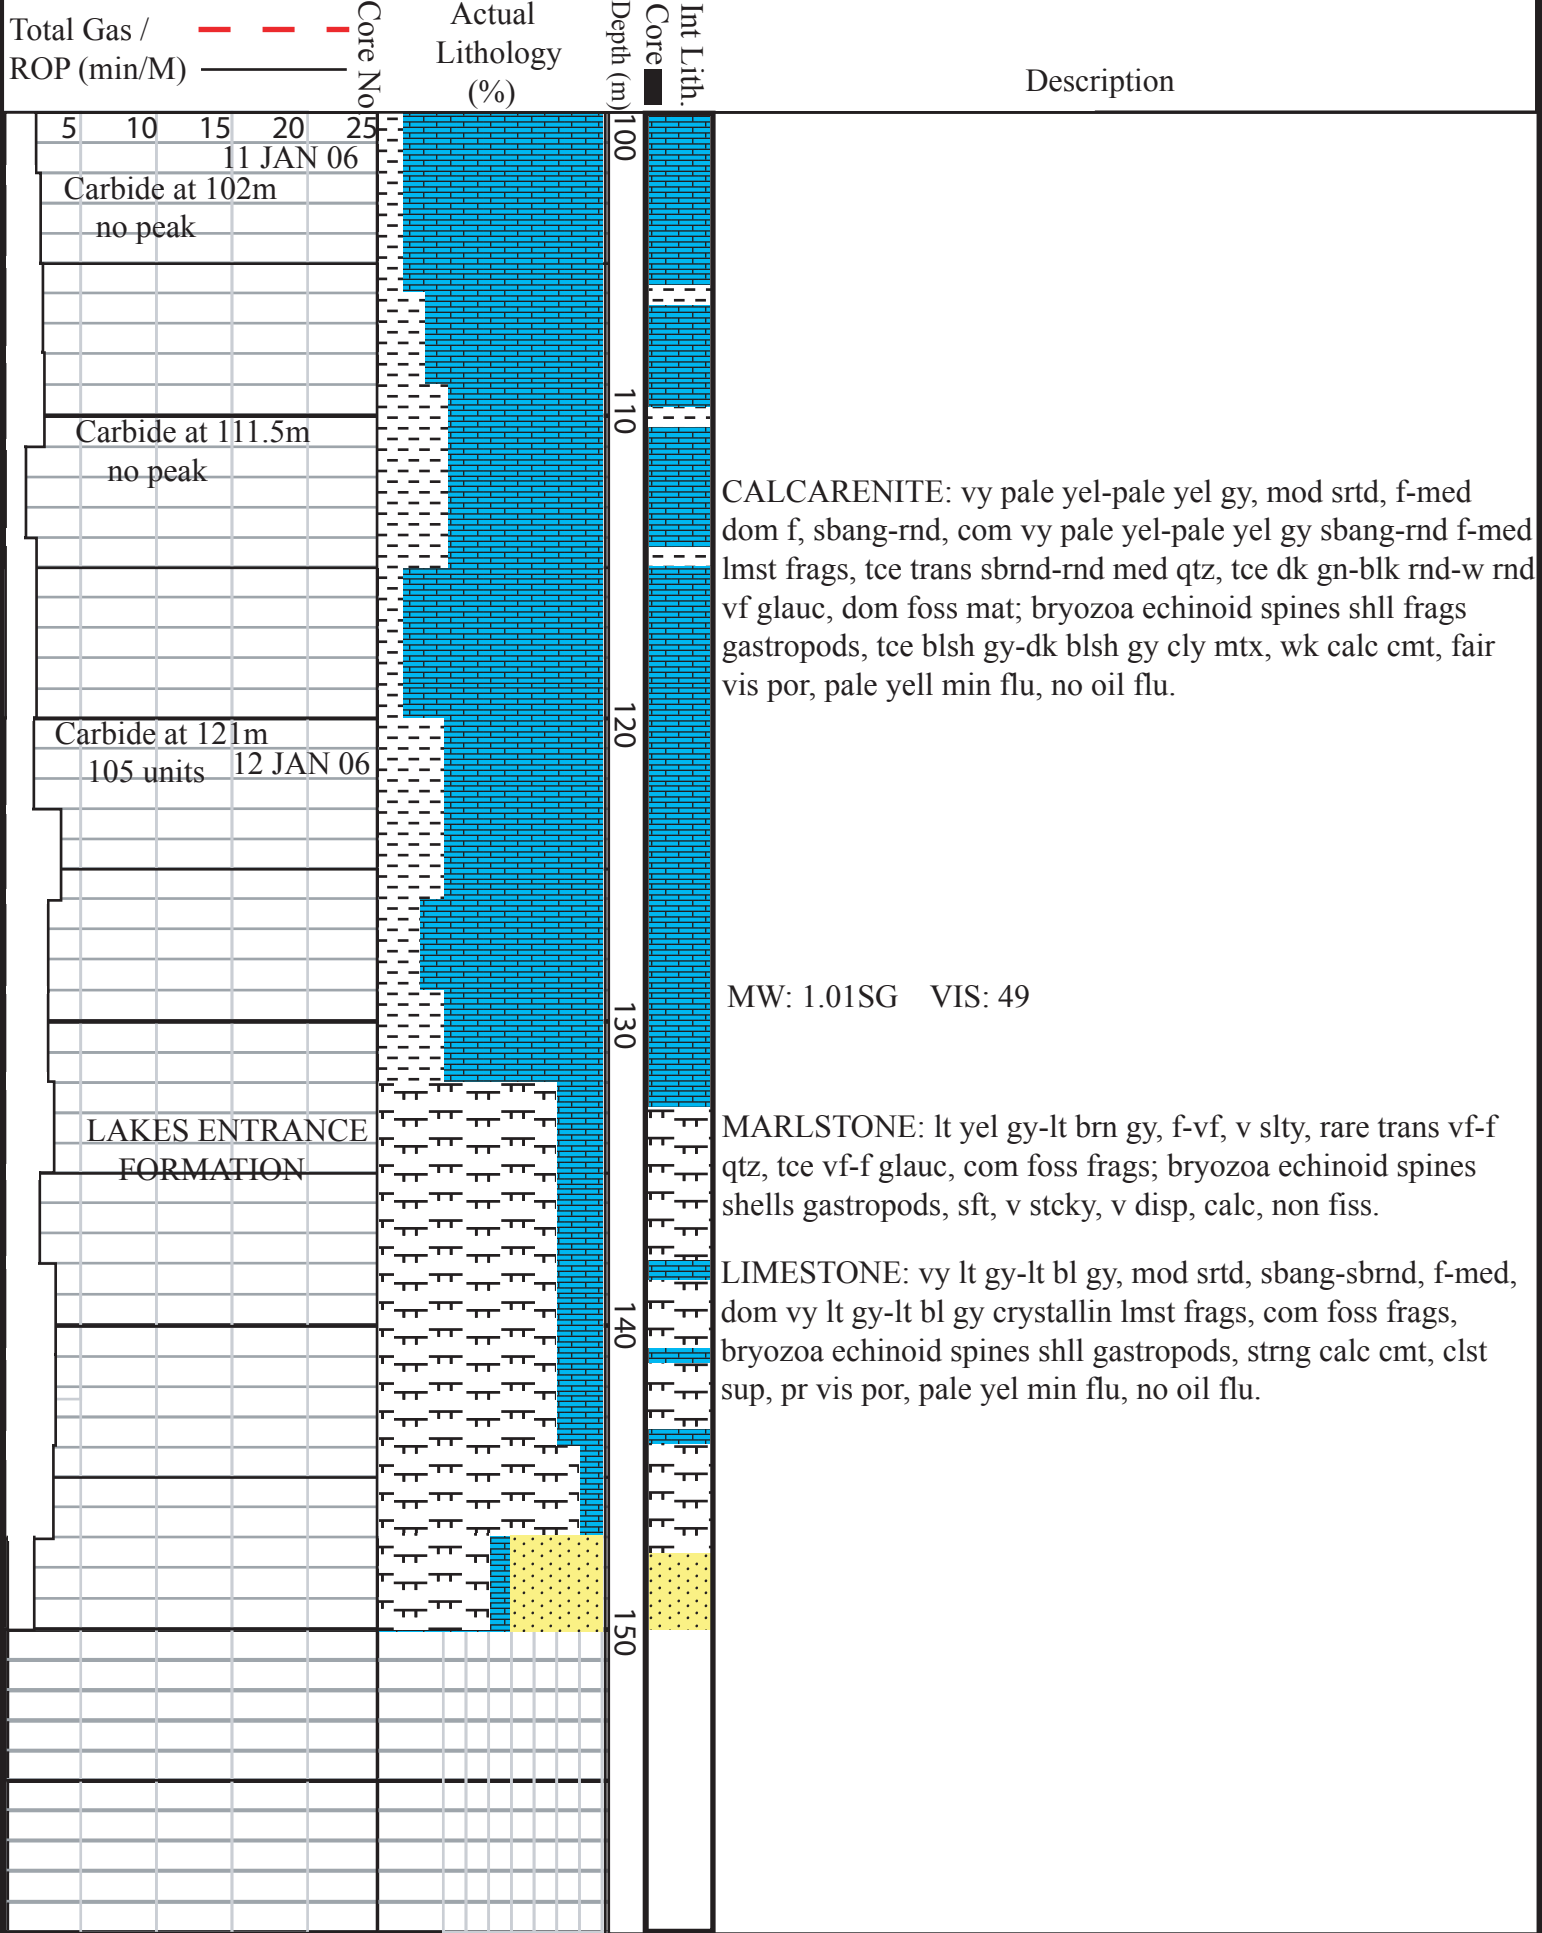 Total Gas /
ROP (min/M)
Core No
Actual
Lithology
(%)
Depth (m)
Core
Int Lith.
Description
5 10 15 20 25
11 JAN 06
Carbide at 102m
no peak
100
110
Carbide at 111.5m
no peak
CALCARENITE: vy pale yel-pale yel gy, mod srtd, f-med
dom f, sbang-rnd, com vy pale yel-pale yel gy sbang-rnd f-med
lmst frags, tce trans sbrnd-rnd med qtz, tce dk gn-blk rnd-w rnd
vf glauc, dom foss mat; bryozoa echinoid spines shll frags
gastropods, tce blsh gy-dk blsh gy cly mtx, wk calc cmt, fair
vis por, pale yell min flu, no oil flu.
120
Carbide at 121m
105 units 12 JAN 06
MW: 1.01SG VIS: 49
130
LAKES ENTRANCE
FORMATION
MARLSTONE: lt yel gy-lt brn gy, f-vf, v slty, rare trans vf-f
qtz, tce vf-f glauc, com foss frags; bryozoa echinoid spines
shells gastropods, sft, v stcky, v disp, calc, non fiss.
LIMESTONE: vy lt gy-lt bl gy, mod srtd, sbang-sbrnd, f-med,
dom vy lt gy-lt bl gy crystallin lmst frags, com foss frags,
bryozoa echinoid spines shll gastropods, strng calc cmt, clst
sup, pr vis por, pale yel min flu, no oil flu.
140
150